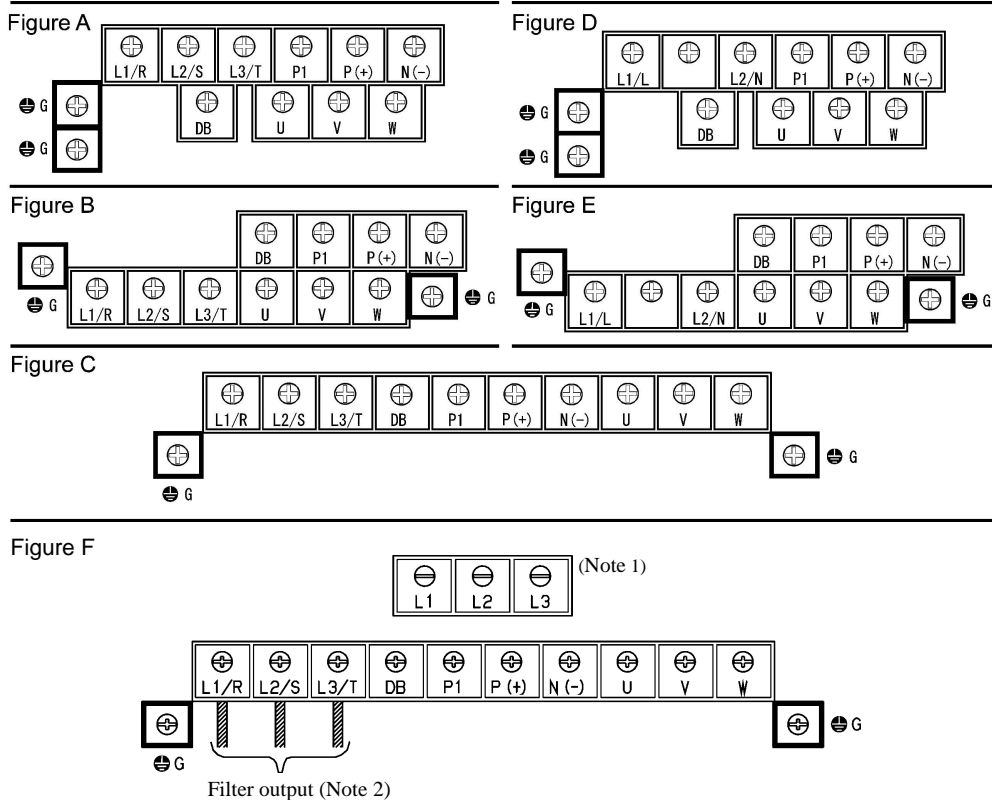 Figure A
L1/R L2/S L3/T P1 P(+) N(-)
G
DB U V W
G
Figure D
L1/L L2/N P1 P(+) N(-)
G
DB U V W
G
Figure B
DB P1 P(+) N(-)
G
L1/R L2/S L3/T U V W
G
Figure E
DB P1 P(+) N(-)
G
L1/L L2/N U V W
G
Figure C
L1/R L2/S L3/T DB P1 P(+) N(-) U V W
G
G
Figure F
(Note 1)
L1 L2 L3
L1/R L2/S L3/T DB P1 P(+) N(-) U V W
G
G
Filter output (Note 2)